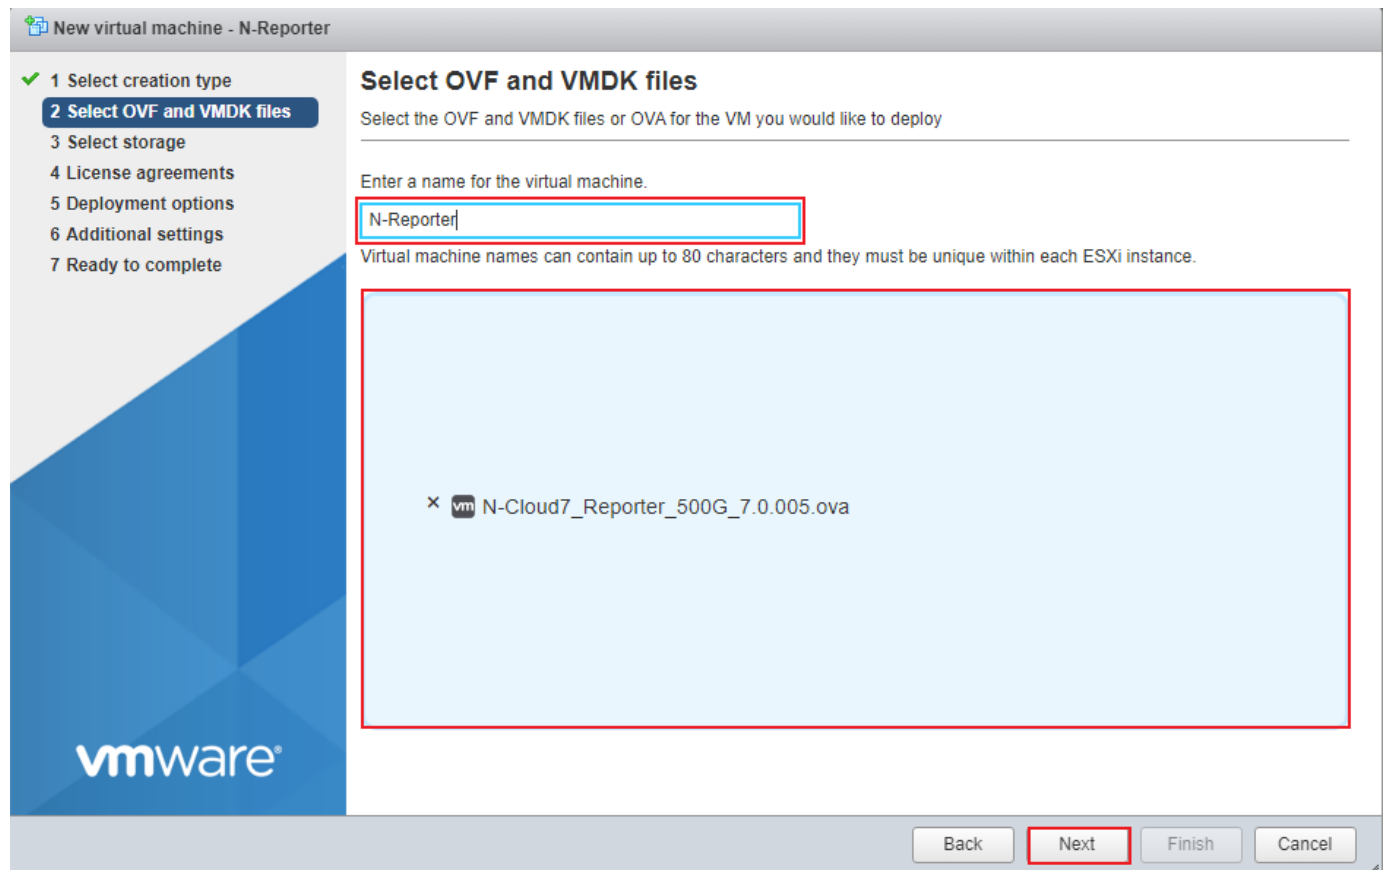 New virtual machine - N-Reporter
1 Select creation type
2 Select OVF and VMDK files
3 Select storage
4 License agreements
5 Deployment options
6 Additional settings
7 Ready to complete
vmware®
Select OVF and VMDK files
Select the OVF and VMDK files or OVA for the VM you would like to deploy
Enter a name for the virtual machine.
N-Reporter
Virtual machine names can contain up to 80 characters and they must be unique within each ESXi instance.
× vm N-Cloud7_Reporter_500G_7.0.005.ova
Back Next Finish Cancel